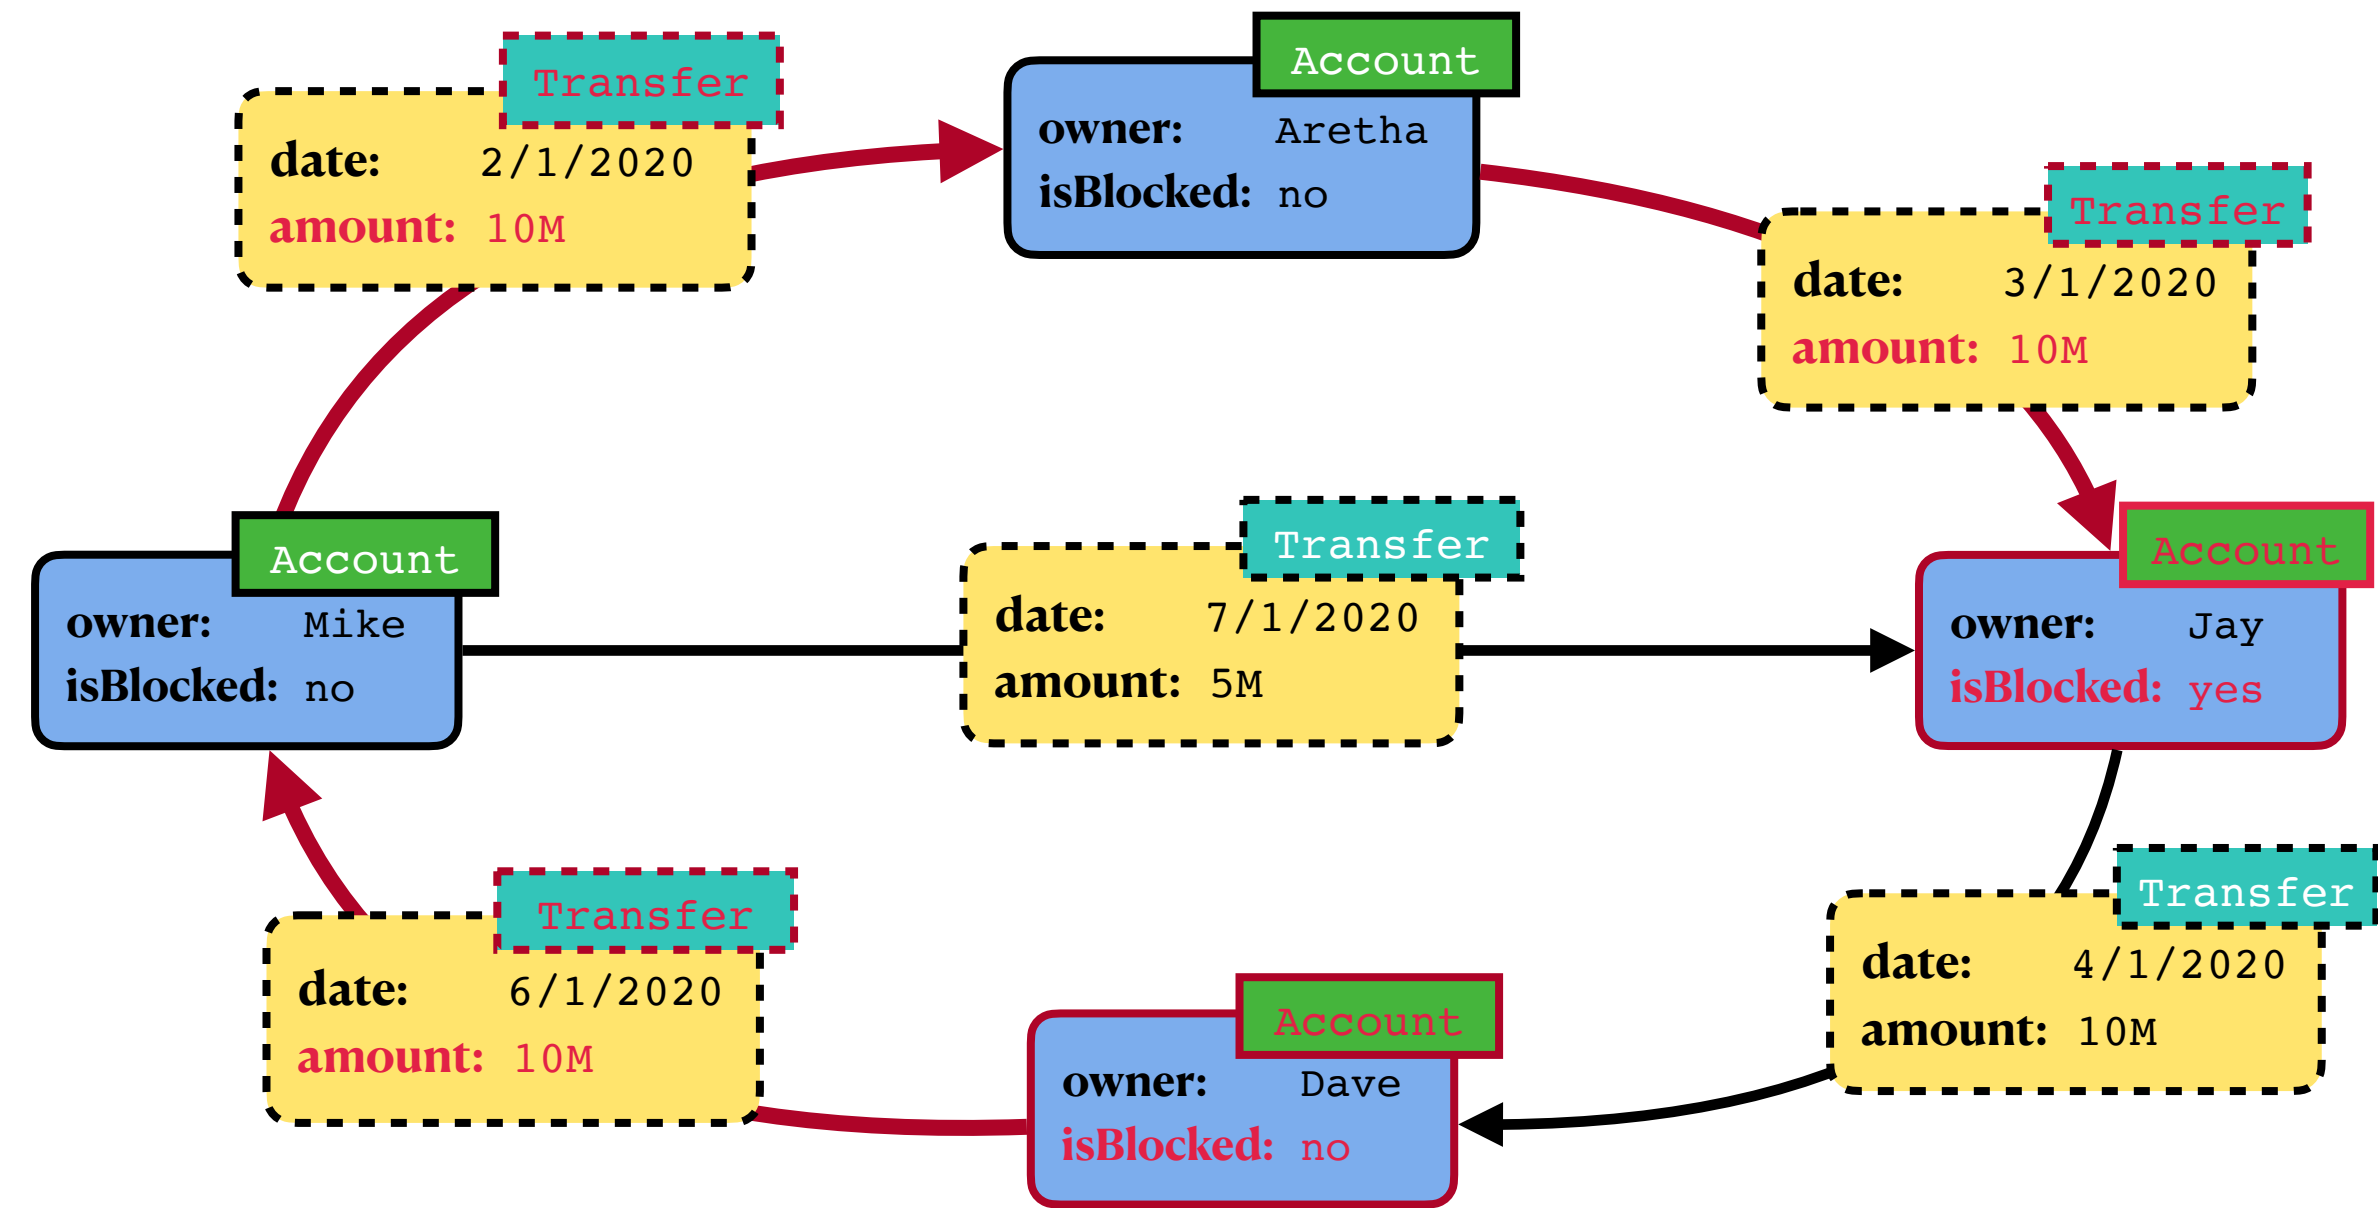 Account
owner: Aretha
isBlocked: no
Transfer
date: 2/1/2020
amount: 10M
Transfer
date: 3/1/2020
amount: 10M
Account
owner: Mike
isBlocked: no
Transfer
date: 7/1/2020
amount: 5M
Account
owner: Jay
isBlocked: yes
Transfer
date: 6/1/2020
amount: 10M
Account
owner: Dave
isBlocked: no
Transfer
date: 4/1/2020
amount: 10M